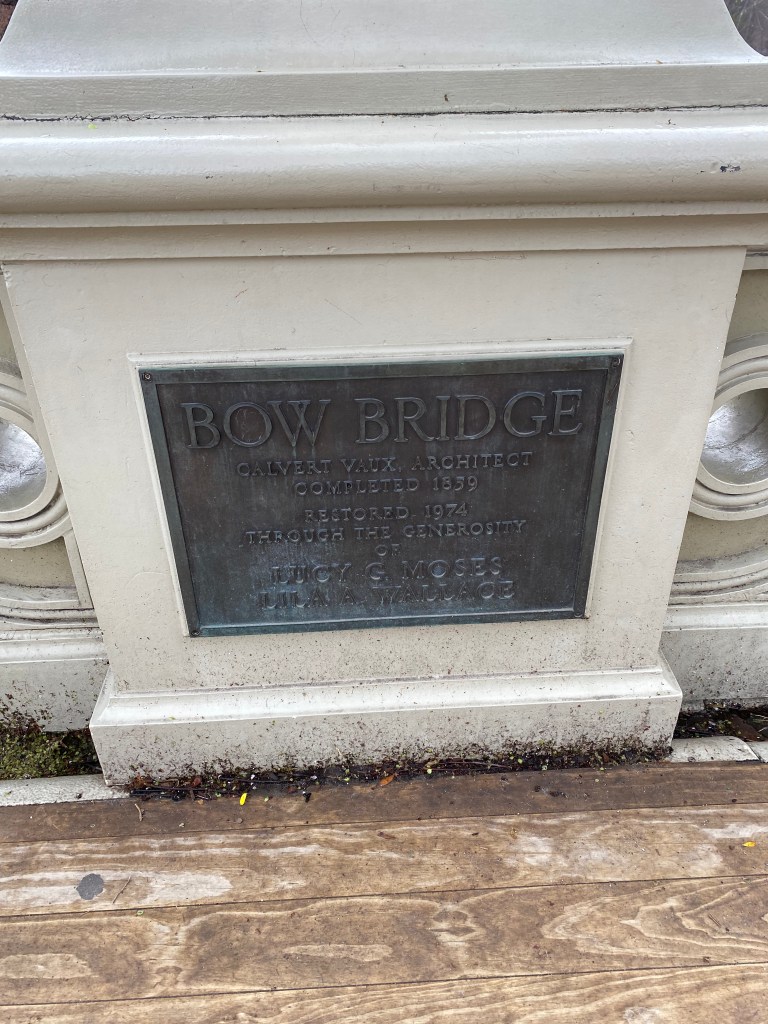 BOW BRIDGE
CALVERT VAUX, ARCHITECT
COMPLETED 1859
RESTORED 1974
THROUGH THE GENEROSITY
OF
LUCY G. MOSES
LILA A. WALLACE